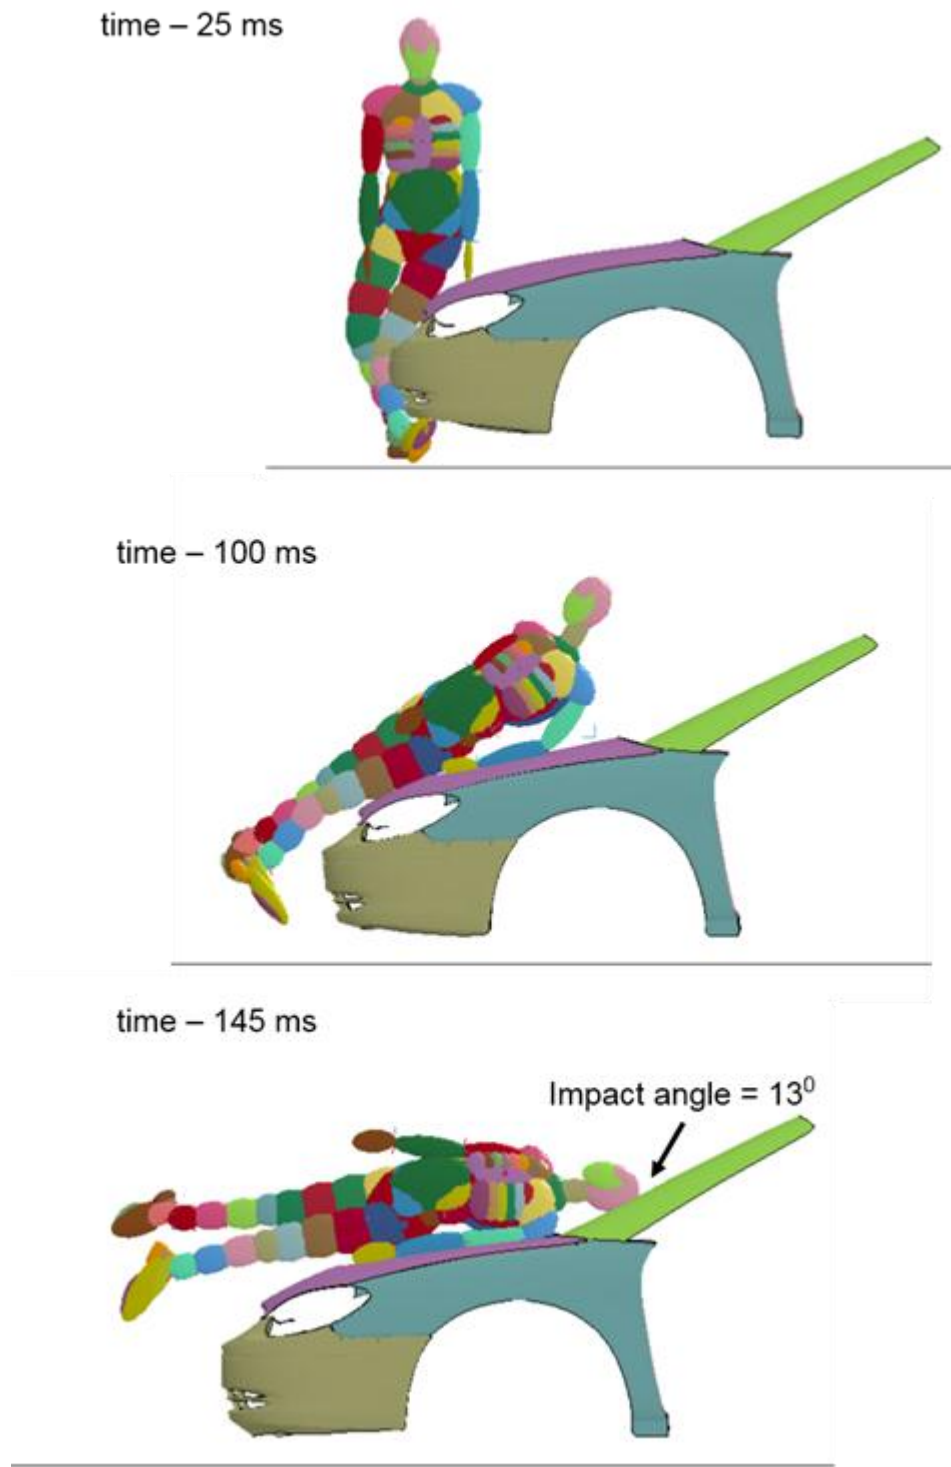 time – 25 ms
time – 100 ms
time – 145 ms
Impact angle = 13⁰